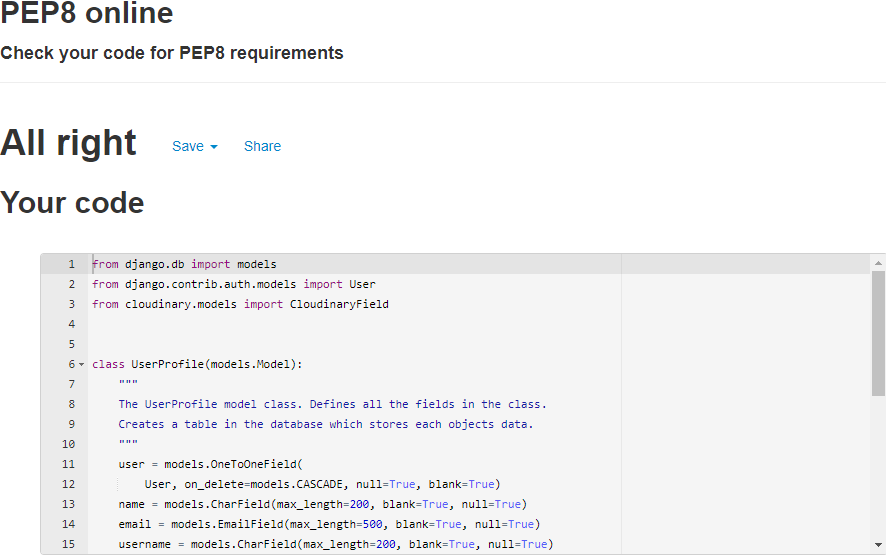 PEP8 online
Check your code for PEP8 requirements
All right Save Share
Your code
1 from django.db import models
2 from django.contrib.auth.models import User
3 from cloudinary.models import CloudinaryField
4
5
6 class UserProfile(models.Model):
7 """
8 The UserProfile model class. Defines all the fields in the class.
9 Creates a table in the database which stores each objects data.
10 """
11 user = models.OneToOneField(
12 User, on_delete=models.CASCADE, null=True, blank=True)
13 name = models.CharField(max_length=200, blank=True, null=True)
14 email = models.EmailField(max_length=500, blank=True, null=True)
15 username = models.CharField(max_length=200, blank=True, null=True)